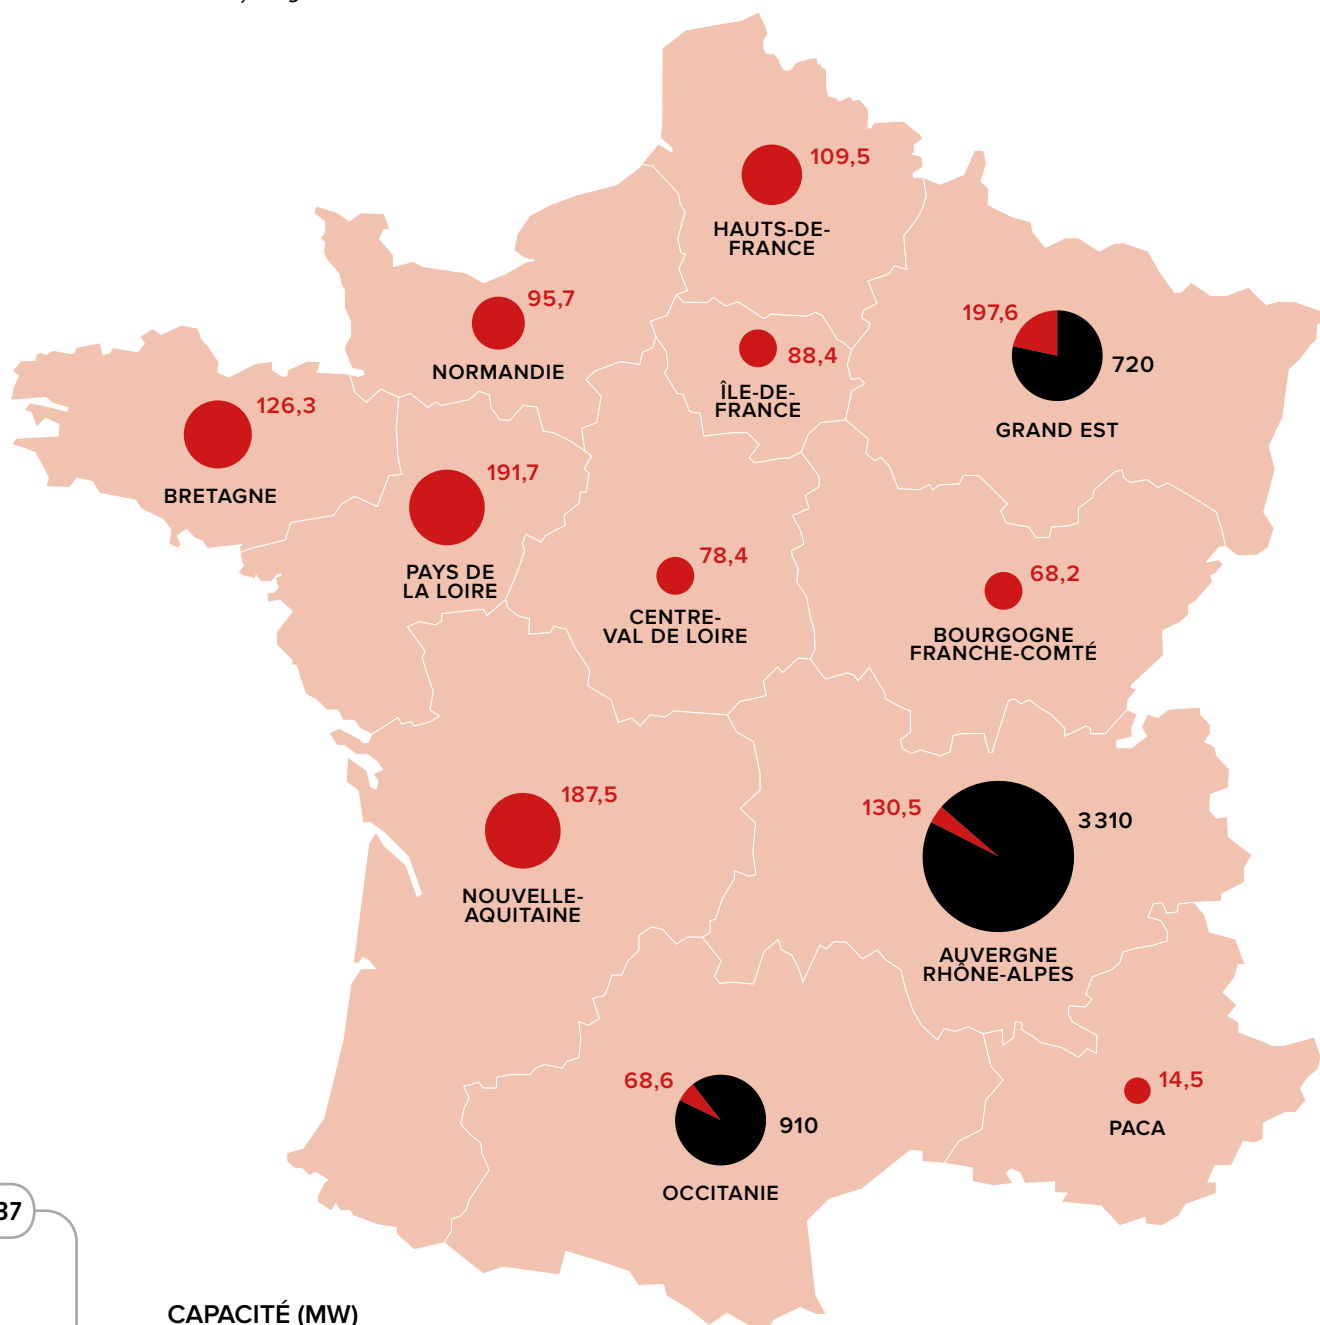 109,5
HAUTS-DE-
FRANCE
95,7
NORMANDIE
88,4
ÎLE-DE-
FRANCE
197,6
720
GRAND EST
126,3
BRETAGNE
191,7
PAYS DE
LA LOIRE
78,4
CENTRE-
VAL DE LOIRE
68,2
BOURGOGNE
FRANCHE-COMTÉ
187,5
NOUVELLE-
AQUITAINE
130,5
3 310
AUVERGNE
RHÔNE-ALPES
68,6
910
OCCITANIE
14,5
PACA
37
CAPACITÉ (MW)